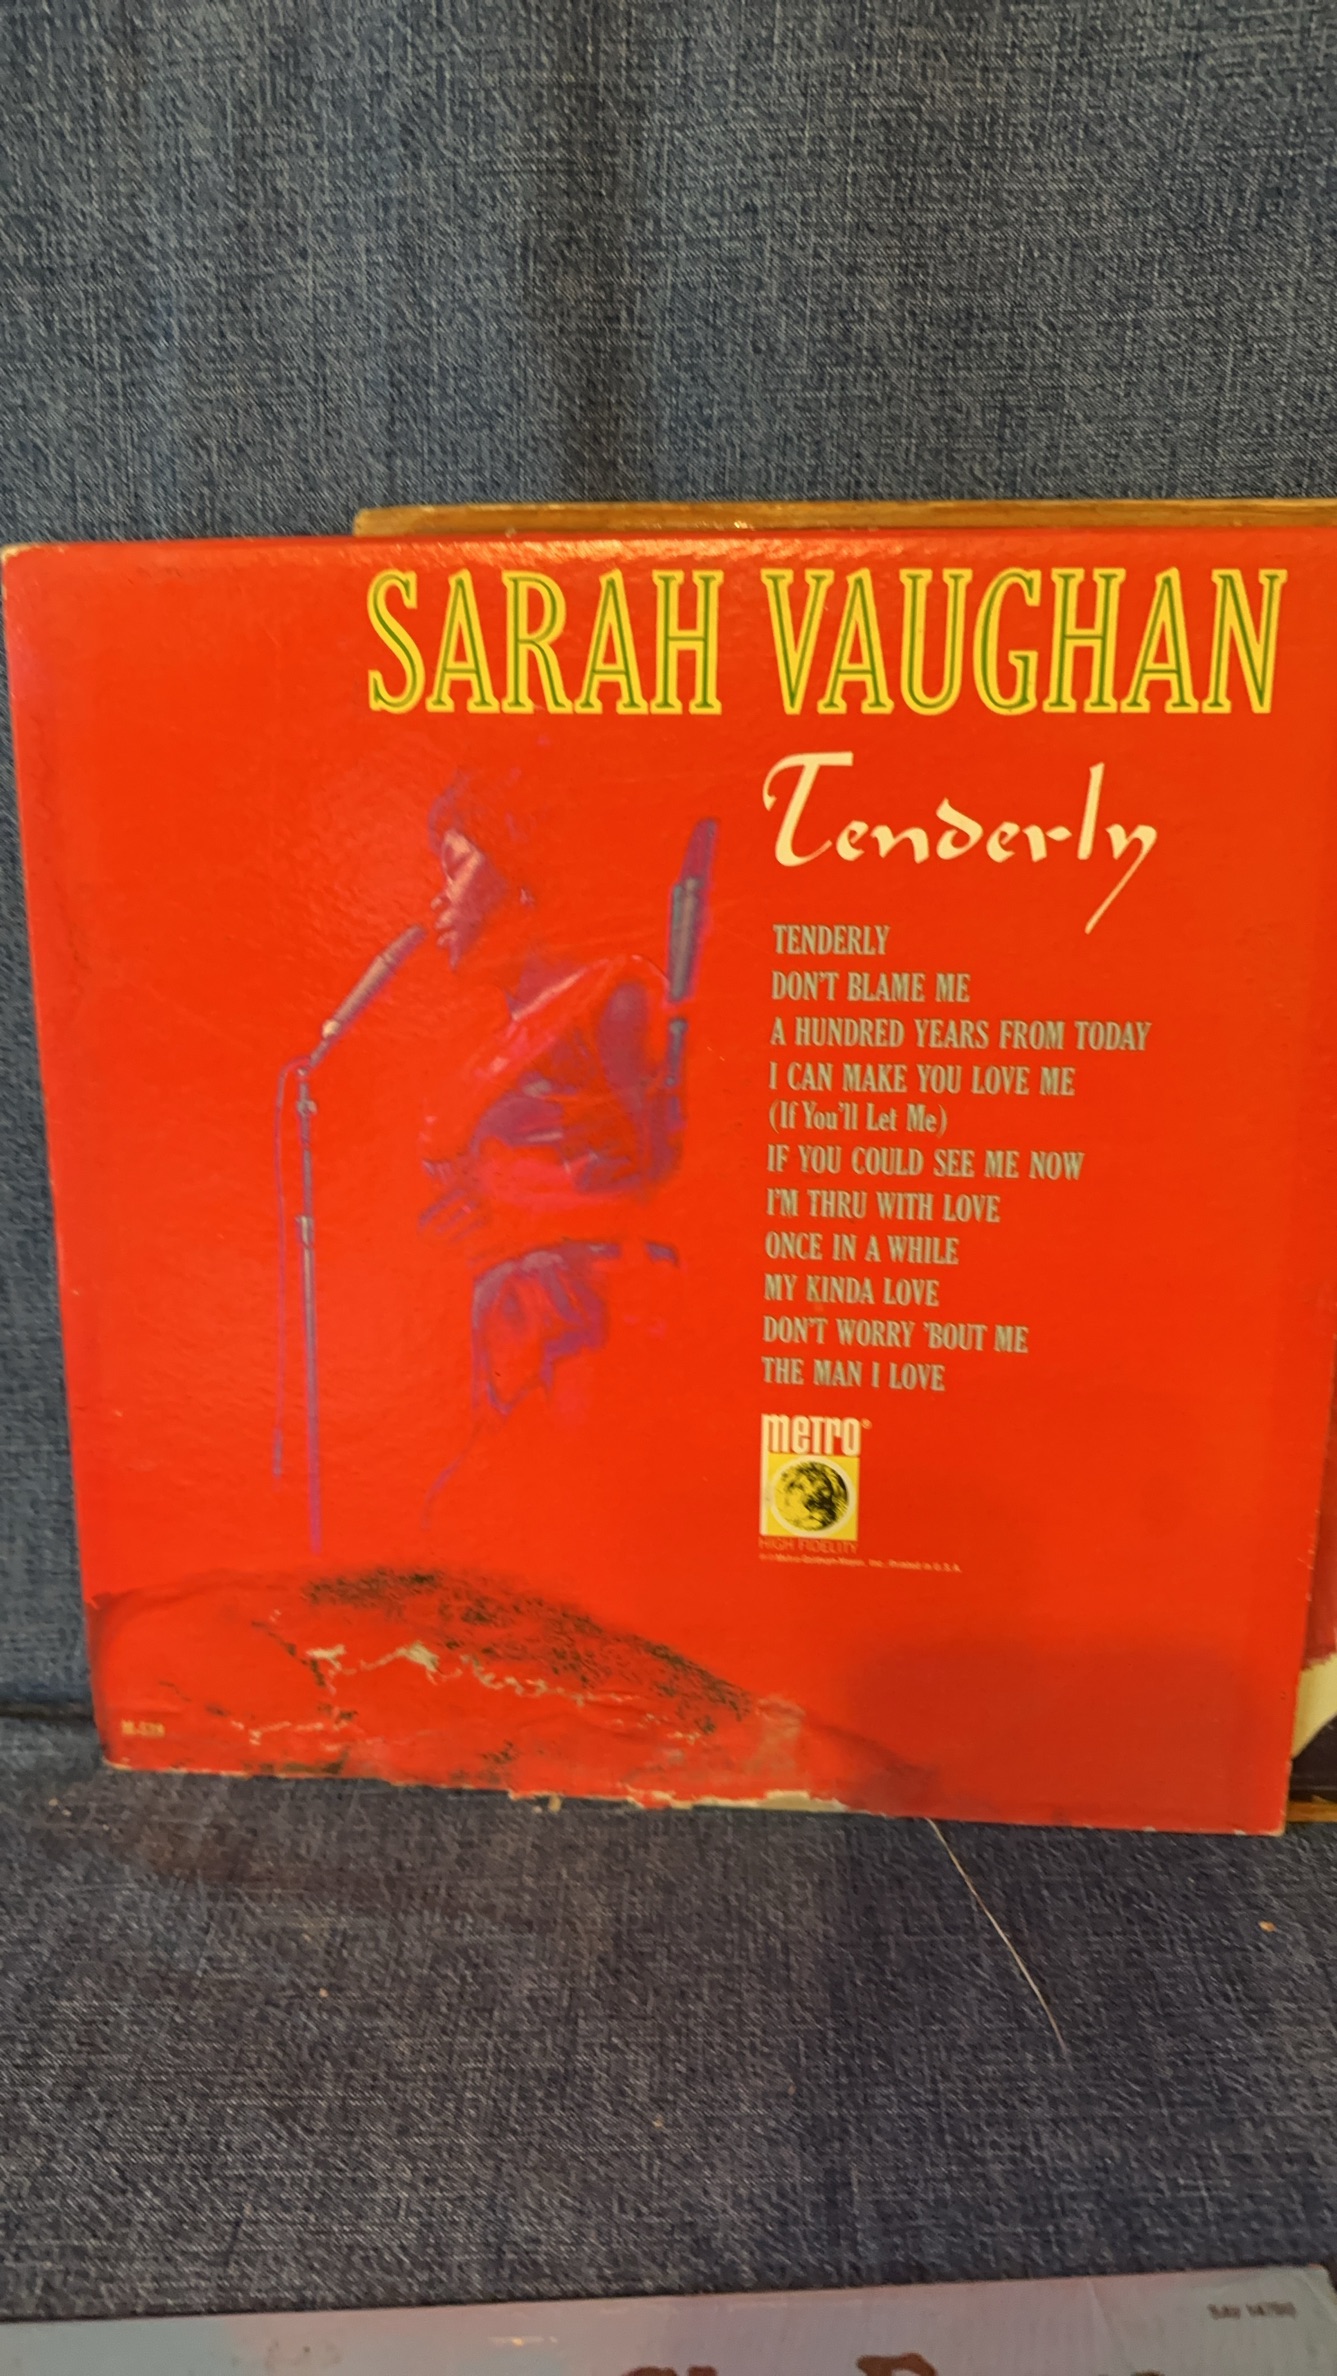 SARAH VAUGHAN
Tenderly
TENDERLY
DON'T BLAME ME
A HUNDRED YEARS FROM TODAY
I CAN MAKE YOU LOVE ME
(If You'll Let Me)
IF YOU COULD SEE ME NOW
I'M THRU WITH LOVE
ONCE IN A WHILE
MY KINDA LOVE
DON'T WORRY 'BOUT ME
THE MAN I LOVE
metro
HIGH FIDELITY